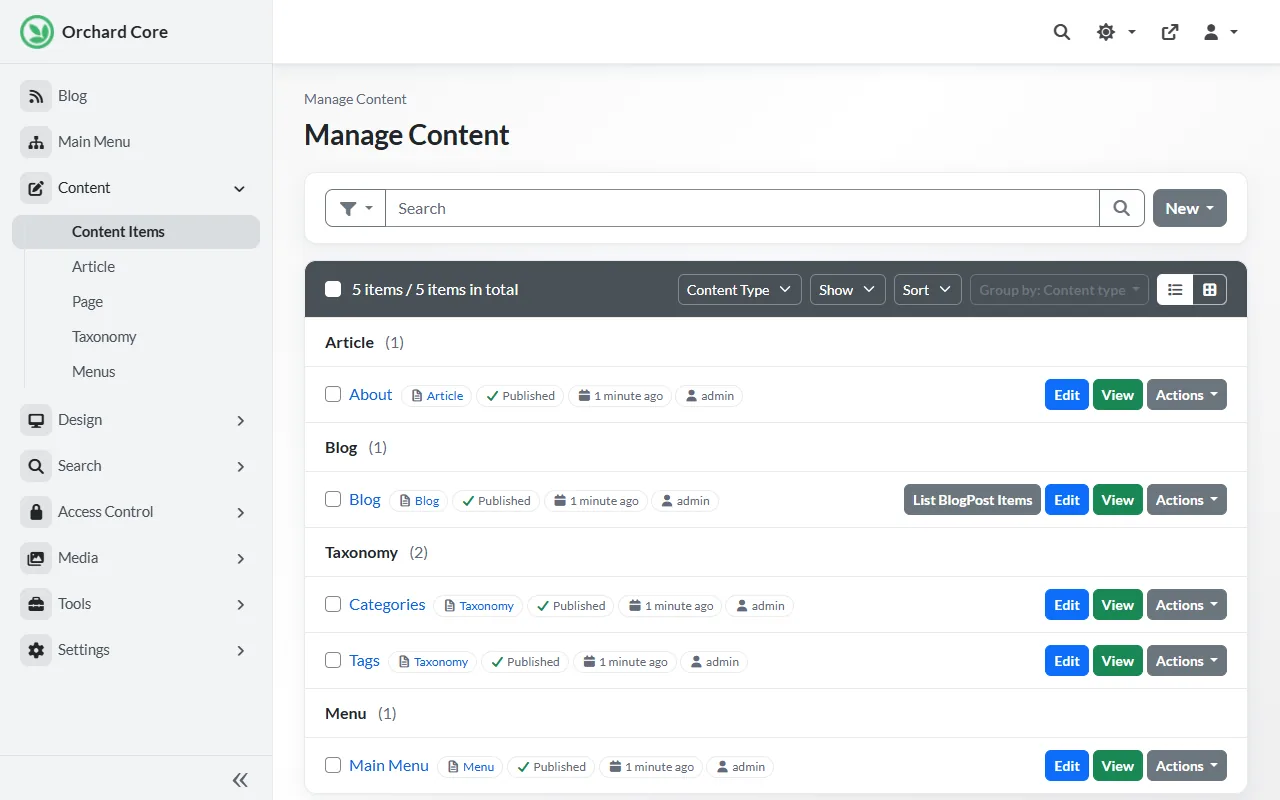 Orchard Core
Blog
Main Menu
Content
Content Items
Article
Page
Taxonomy
Menus
Design
Search
Access Control
Media
Tools
Settings
Manage Content
Manage Content
Search
New
5 items / 5 items in total
Content Type
Show
Sort
Group by: Content type
Article (1)
About Article Published 1 minute ago admin Edit View Actions
Blog (1)
Blog Blog Published 1 minute ago admin List BlogPost Items Edit View Actions
Taxonomy (2)
Categories Taxonomy Published 1 minute ago admin Edit View Actions
Tags Taxonomy Published 1 minute ago admin Edit View Actions
Menu (1)
Main Menu Menu Published 1 minute ago admin Edit View Actions